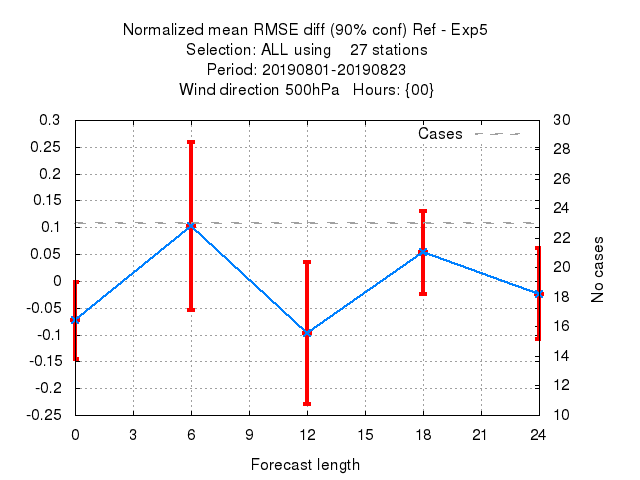 Normalized mean RMSE diff (90% conf) Ref - Exp5
Selection: ALL using    27 stations
Period: 20190801-20190823
Wind direction 500hPa   Hours: {00}
Cases
0.3
0.25
0.2
0.15
0.1
0.05
0
-0.05
-0.1
-0.15
-0.2
-0.25
30
28
26
24
22
20
18
16
14
12
10
No cases
0 3 6 9 12 15 18 21 24
Forecast length